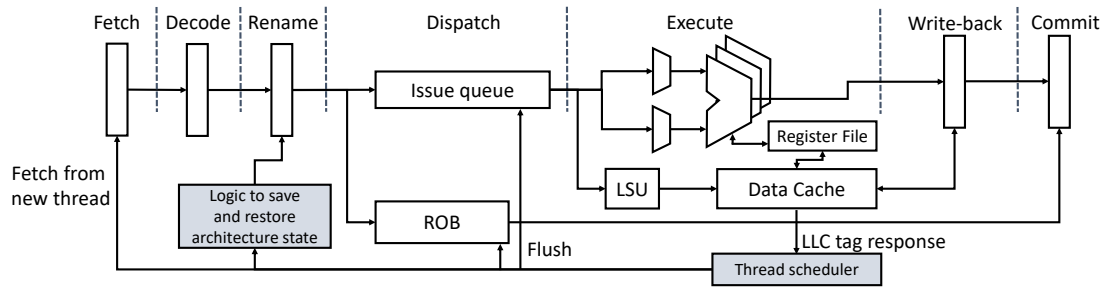 Fetch
Decode
Rename
Dispatch
Execute
Write-back
Commit
Issue queue
Register File
Fetch from
new thread
Logic to save
and restore
architecture state
LSU
Data Cache
ROB
Flush
LLC tag response
Thread scheduler